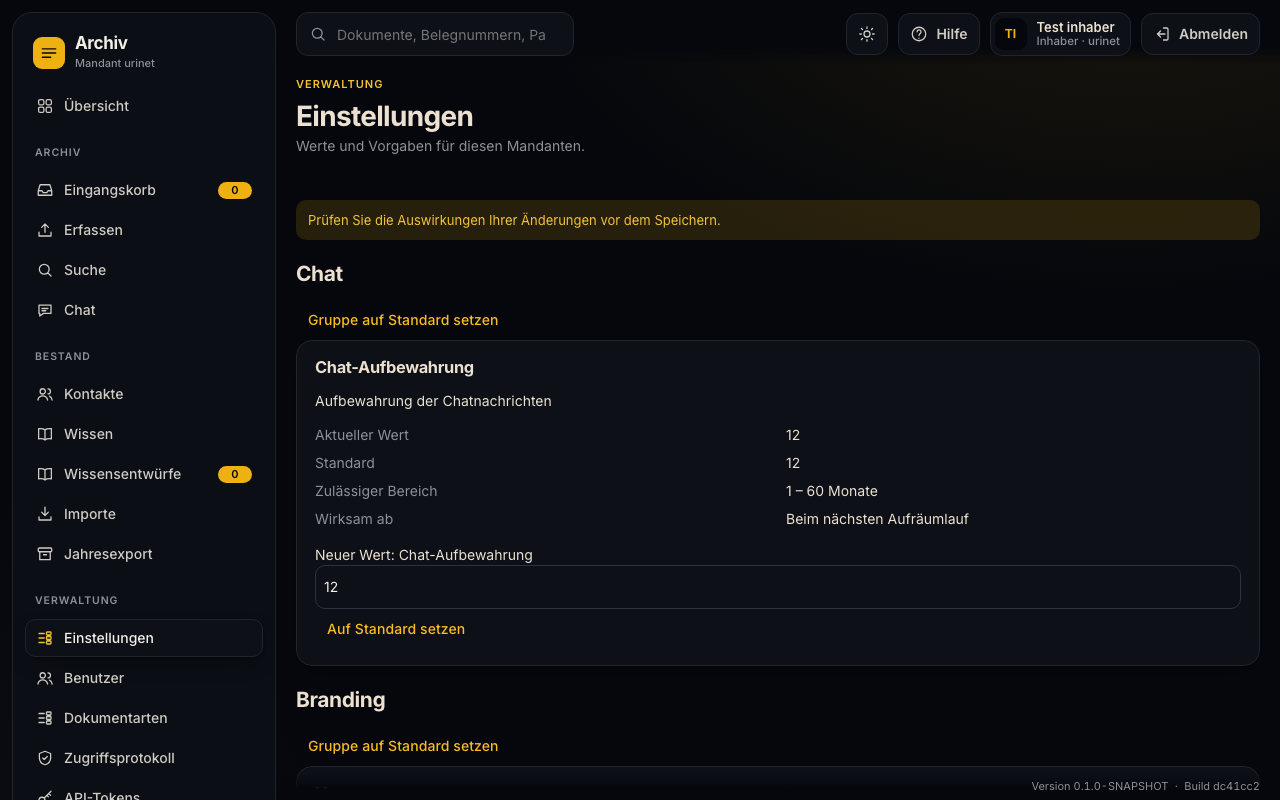 Archiv
Mandant urinet
Übersicht
ARCHIV
Eingangskorb 0
Erfassen
Suche
Chat
BESTAND
Kontakte
Wissen
Wissensentwürfe 0
Importe
Jahresexport
VERWALTUNG
Einstellungen
Benutzer
Dokumentarten
Zugriffsprotokoll
API-Tokens
Dokumente, Belegnummern, Pa
Hilfe
TI
Test inhaber
Inhaber · urinet
Abmelden
VERWALTUNG
Einstellungen
Werte und Vorgaben für diesen Mandanten.
Prüfen Sie die Auswirkungen Ihrer Änderungen vor dem Speichern.
Chat
Gruppe auf Standard setzen
Chat-Aufbewahrung
Aufbewahrung der Chatnachrichten
Aktueller Wert 12
Standard 12
Zulässiger Bereich 1 – 60 Monate
Wirksam ab Beim nächsten Aufräumlauf
Neuer Wert: Chat-Aufbewahrung
12
Auf Standard setzen
Branding
Gruppe auf Standard setzen
Version 0.1.0-SNAPSHOT · Build dc41cc2